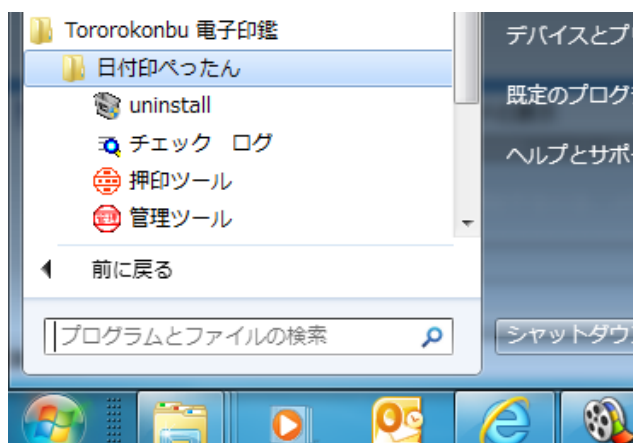 Tororokonbu 電子印鑑
日付印ぺったん
uninstall
チェック ログ
押印ツール
管理ツール
前に戻る
プログラムとファイルの検索
デバイスとプ
既定のプログ
ヘルプとサポ
シャットダウ